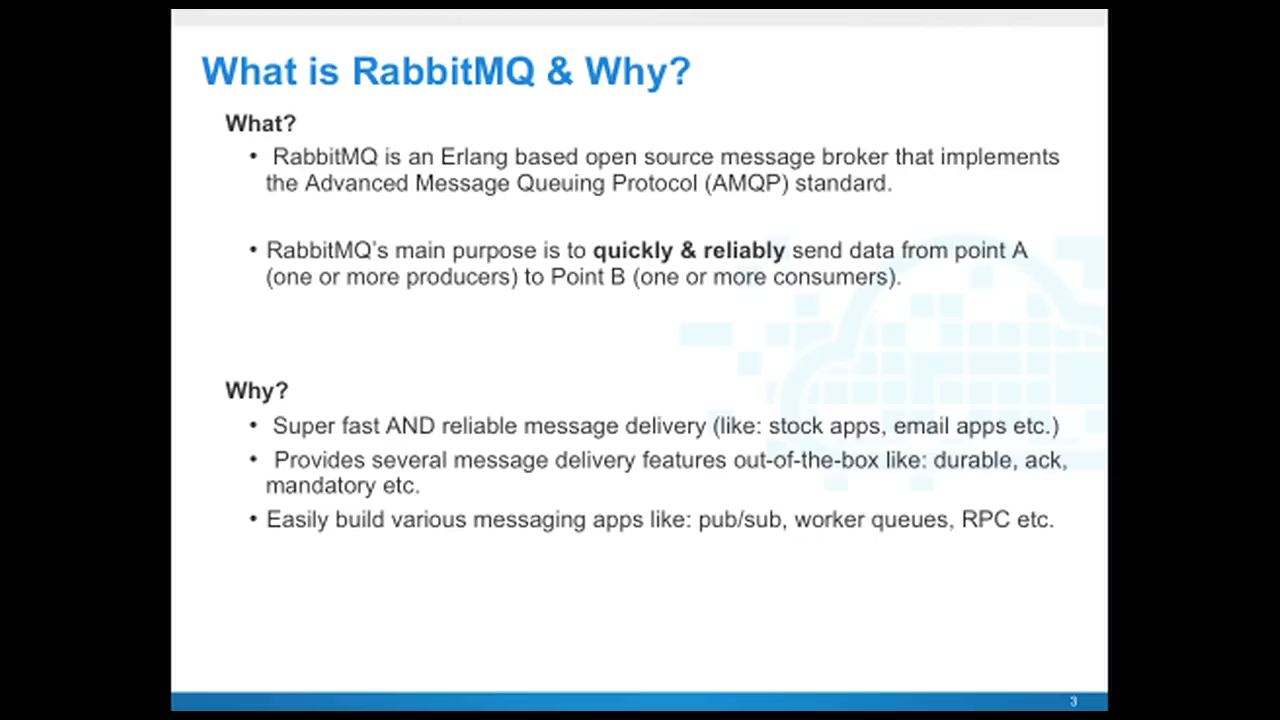 What is RabbitMQ & Why?
What?
• RabbitMQ is an Erlang based open source message broker that implements
the Advanced Message Queuing Protocol (AMQP) standard.
• RabbitMQ’s main purpose is to quickly & reliably send data from point A
(one or more producers) to Point B (one or more consumers).
Why?
• Super fast AND reliable message delivery (like: stock apps, email apps etc.)
• Provides several message delivery features out-of-the-box like: durable, ack,
mandatory etc.
• Easily build various messaging apps like: pub/sub, worker queues, RPC etc.
3